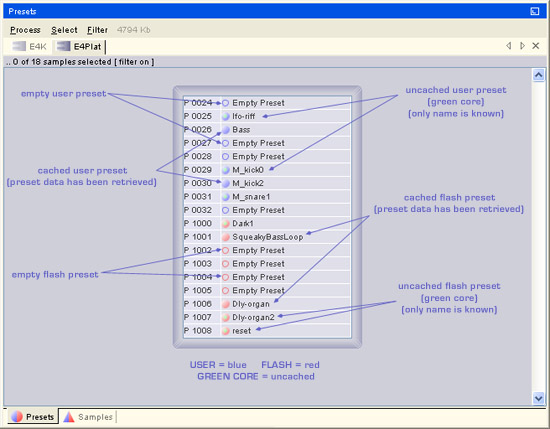 Presets
Process Select Filter 4794 Kb
E4K E4Plat
.. 0 of 18 samples selected [ filter on ]
empty user preset
uncached user preset
(green core)
(only name is known)
cached user preset
(preset data has been retrieved)
cached flash preset
(preset data has been retrieved)
empty flash preset
uncached flash preset
(green core)
(only name is known)
P 0024 Empty Preset
P 0025 lfo-riff
P 0026 Bass
P 0027 Empty Preset
P 0028 Empty Preset
P 0029 M_kick0
P 0030 M_kick2
P 0031 M_snare1
P 0032 Empty Preset
P 1000 Dark1
P 1001 SqueakyBassLoop
P 1002 Empty Preset
P 1003 Empty Preset
P 1004 Empty Preset
P 1005 Empty Preset
P 1006 Dly-organ
P 1007 Dly-organ2
P 1008 reset
USER = blue FLASH = red
GREEN CORE = uncached
Presets Samples